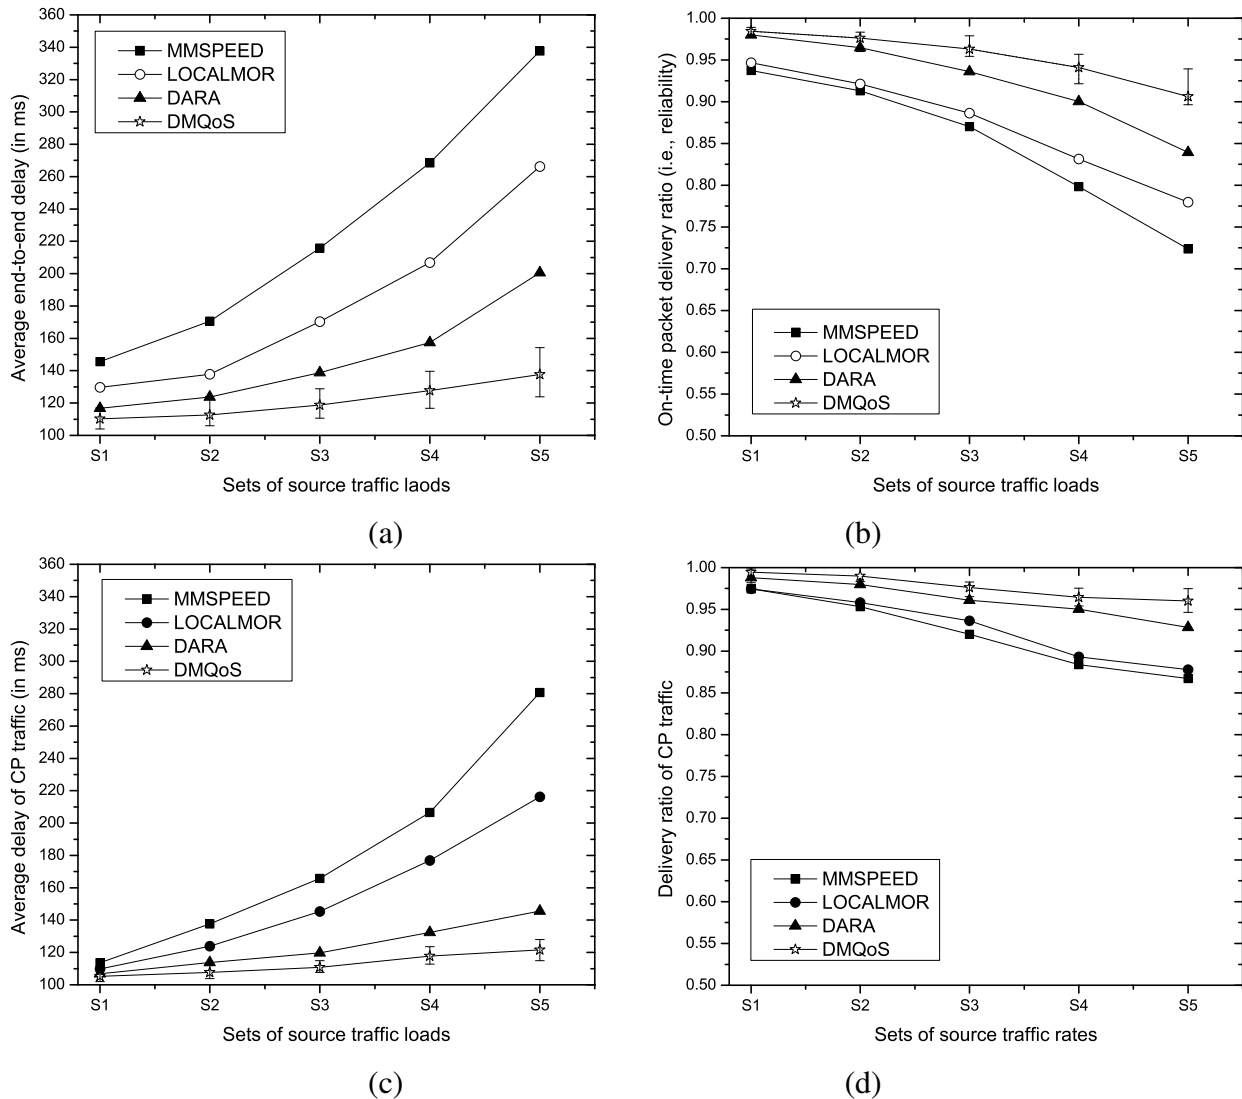 360
340
320
300
280
260
240
220
200
180
160
140
120
100
Average end-to-end delay (in ms)
MMSPEED
LOCALMOR
DARA
DMQoS
S1 S2 S3 S4 S5
Sets of source traffic laods
(a)
1.00
0.95
0.90
0.85
0.80
0.75
0.70
0.65
0.60
0.55
0.50
On-time packet delivery ratio (i.e., reliability)
MMSPEED
LOCALMOR
DARA
DMQoS
S1 S2 S3 S4 S5
Sets of source traffic loads
(b)
360
340
320
300
280
260
240
220
200
180
160
140
120
100
Average delay of CP traffic (in ms)
MMSPEED
LOCALMOR
DARA
DMQoS
S1 S2 S3 S4 S5
Sets of source traffic loads
(c)
1.00
0.95
0.90
0.85
0.80
0.75
0.70
0.65
0.60
0.55
0.50
Delivery ratio of CP traffic
MMSPEED
LOCALMOR
DARA
DMQoS
S1 S2 S3 S4 S5
Sets of source traffic rates
(d)